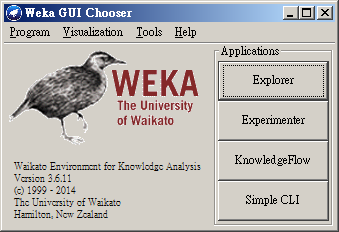 Weka GUI Chooser
Program Visualization Tools Help
WEKA
The University
of Waikato
Waikato Environment for Knowledge Analysis
Version 3.6.11
(c) 1999 - 2014
The University of Waikato
Hamilton, New Zealand
Applications
Explorer
Experimenter
KnowledgeFlow
Simple CLI